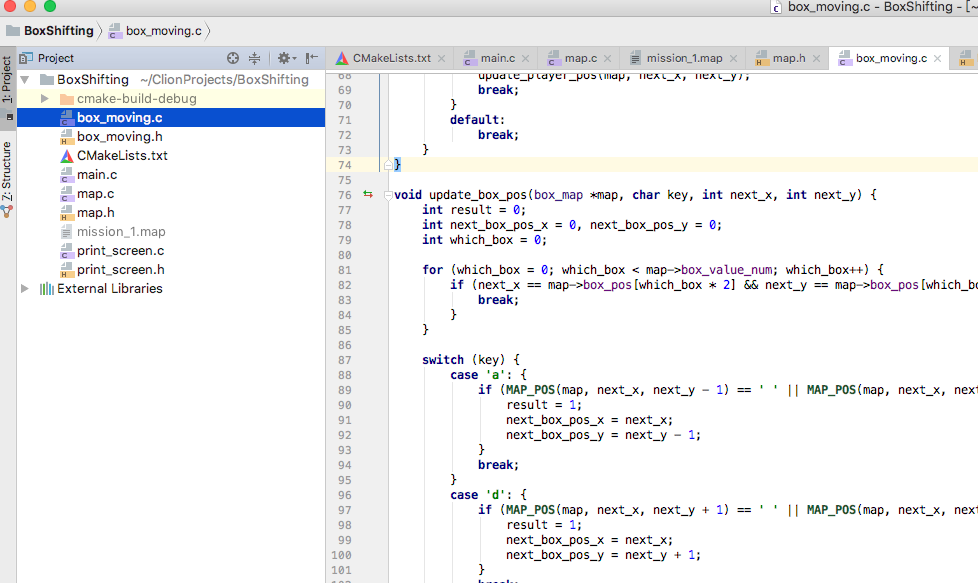 box_moving.c - BoxShifting - [~
BoxShifting box_moving.c
1: Project
Z: Structure
Project
BoxShifting ~/ClionProjects/BoxShifting
cmake-build-debug
box_moving.c
box_moving.h
CMakeLists.txt
main.c
map.c
map.h
mission_1.map
print_screen.c
print_screen.h
External Libraries
CMakeLists.txt main.c map.c mission_1.map map.h box_moving.c
68 update_player_pos(map, next_x, next_y);
69 break;
70 }
71 default:
72 break;
73 }
74 }
75
76 void update_box_pos(box_map *map, char key, int next_x, int next_y) {
77 int result = 0;
78 int next_box_pos_x = 0, next_box_pos_y = 0;
79 int which_box = 0;
80
81 for (which_box = 0; which_box < map->box_value_num; which_box++) {
82 if (next_x == map->box_pos[which_box * 2] && next_y == map->box_pos[which_bo
83 break;
84 }
85 }
86
87 switch (key) {
88 case 'a': {
89 if (MAP_POS(map, next_x, next_y - 1) == ' ' || MAP_POS(map, next_x, nex
90 result = 1;
91 next_box_pos_x = next_x;
92 next_box_pos_y = next_y - 1;
93 }
94 break;
95 }
96 case 'd': {
97 if (MAP_POS(map, next_x, next_y + 1) == ' ' || MAP_POS(map, next_x, nex
98 result = 1;
99 next_box_pos_x = next_x;
100 next_box_pos_y = next_y + 1;
101 }